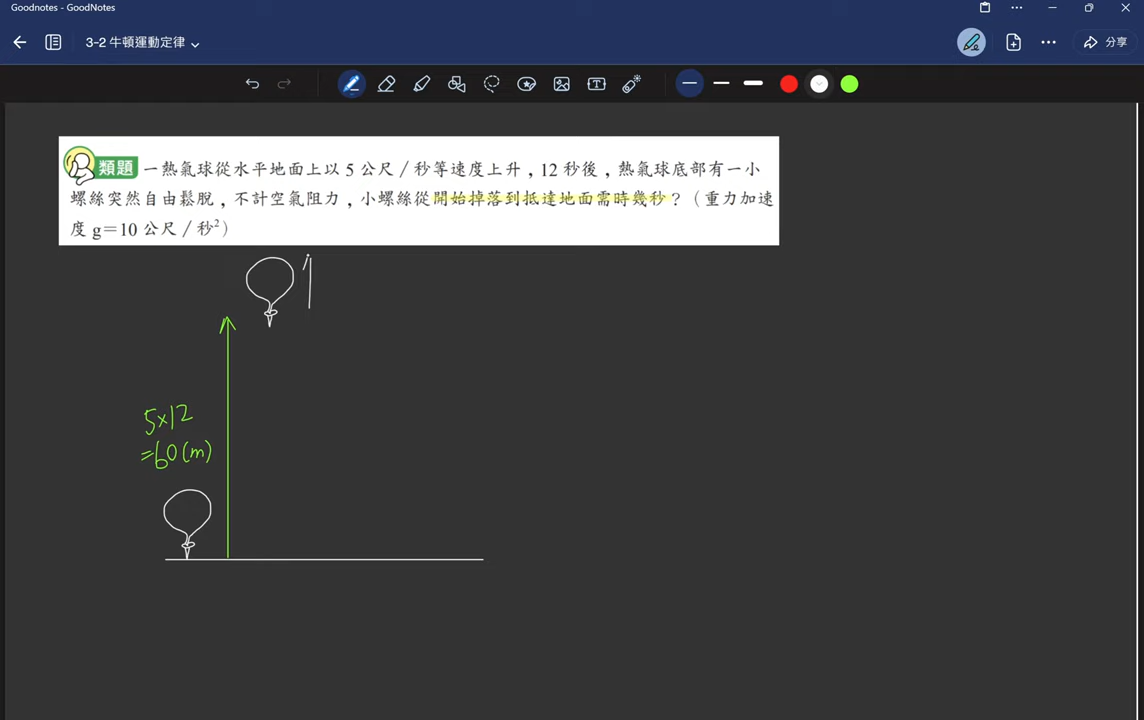 Goodnotes - GoodNotes
3-2 牛頓運動定律
分享
類題 一熱氣球從水平地面上以 5 公尺／秒等速度上升，12 秒後，熱氣球底部有一小
螺絲突然自由鬆脫，不計空氣阻力，小螺絲從開始掉落到抵達地面需時幾秒？（重力加速
度 g＝10 公尺／秒²）
5×12
=60(m)